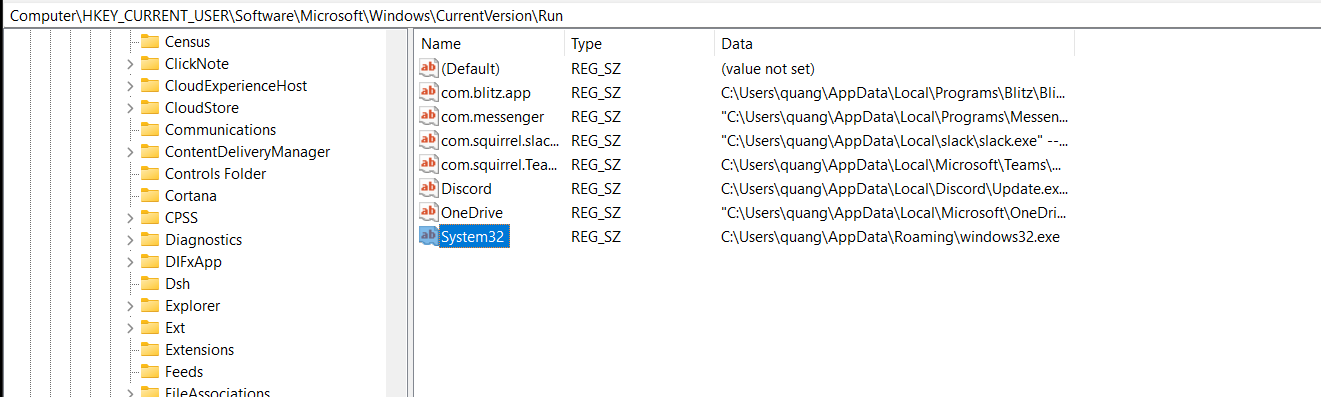 Computer\HKEY_CURRENT_USER\Software\Microsoft\Windows\CurrentVersion\Run
Census
ClickNote
CloudExperienceHost
CloudStore
Communications
ContentDeliveryManager
Controls Folder
Cortana
CPSS
Diagnostics
DIFxApp
Dsh
Explorer
Ext
Extensions
Feeds
FileAssociations
Name Type Data
ab (Default) REG_SZ (value not set)
ab com.blitz.app REG_SZ C:\Users\quang\AppData\Local\Programs\Blitz\Bli...
ab com.messenger REG_SZ "C:\Users\quang\AppData\Local\Programs\Messen...
ab com.squirrel.slac... REG_SZ "C:\Users\quang\AppData\Local\slack\slack.exe" --...
ab com.squirrel.Tea... REG_SZ C:\Users\quang\AppData\Local\Microsoft\Teams\...
ab Discord REG_SZ C:\Users\quang\AppData\Local\Discord\Update.ex...
ab OneDrive REG_SZ "C:\Users\quang\AppData\Local\Microsoft\OneDri...
ab System32 REG_SZ C:\Users\quang\AppData\Roaming\windows32.exe